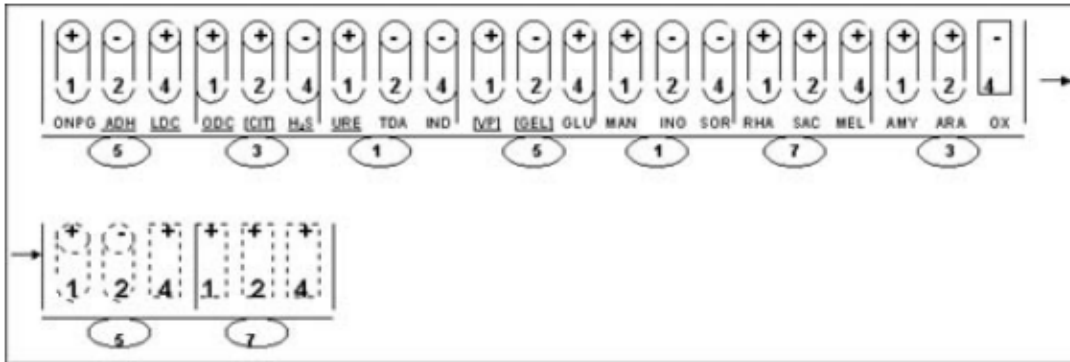 + - + + + - + - - + - + + - - + + + + + -
1 2 4 1 2 4 1 2 4 1 2 4 1 2 4 1 2 4 1 2 4
ONPG ADH LDC ODC [CIT] H₂S URE TDA IND [VP] [GEL] GLU MAN INO SOR RHA SAC MEL AMY ARA OX
5 3 1 5 1 7 3
+ - + + + +
1 2 4 1 2 4
5 7